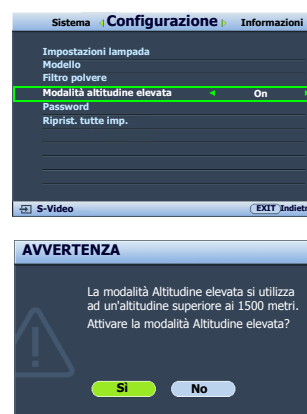 Sistema Configurazione Informazioni
Impostazioni lampada
Modello
Filtro polvere
Modalità altitudine elevata On
Password
Riprist. tutte imp.
S-Video EXIT Indietr
AVVERTENZA
La modalità Altitudine elevata si utilizza
ad un'altitudine superiore ai 1500 metri.
Attivare la modalità Altitudine elevata?
Sì No